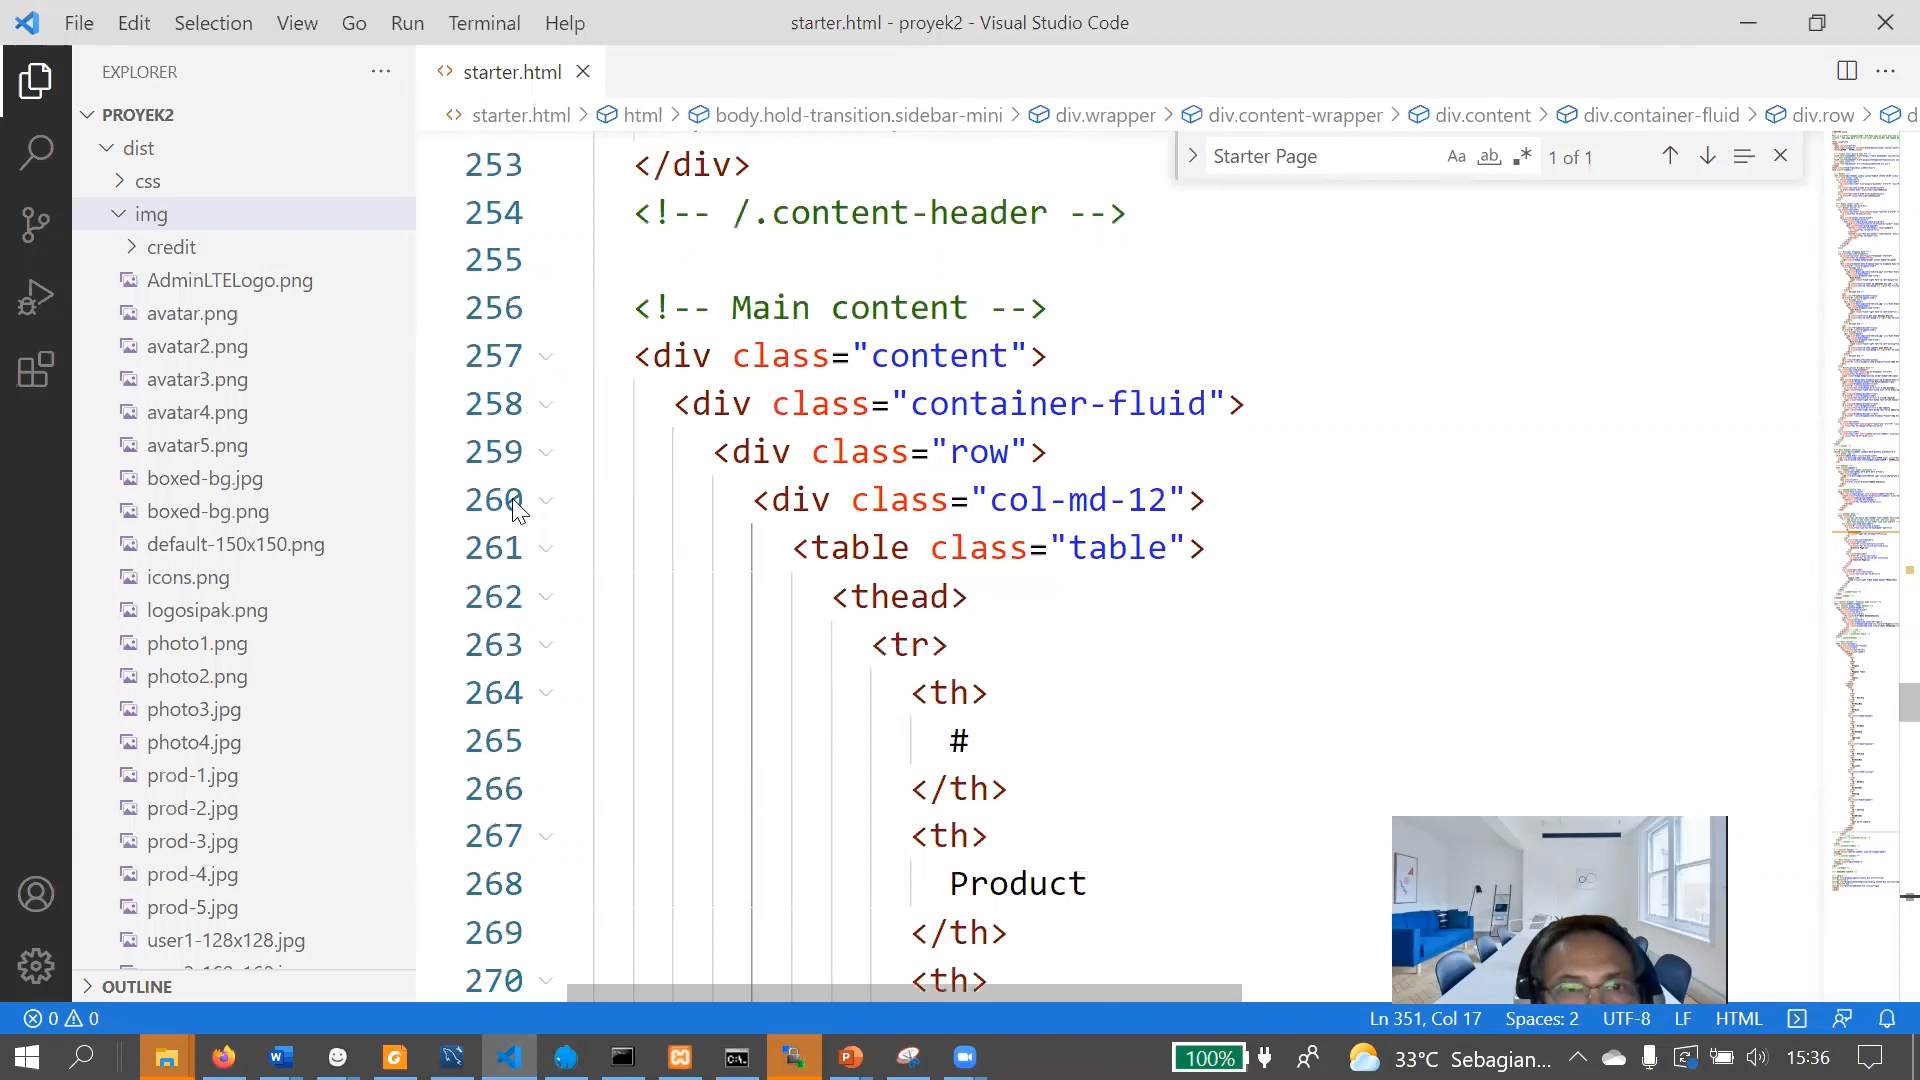 File Edit Selection View Go Run Terminal Help
starter.html - proyek2 - Visual Studio Code
EXPLORER
PROYEK2
dist
css
img
credit
AdminLTELogo.png
avatar.png
avatar2.png
avatar3.png
avatar4.png
avatar5.png
boxed-bg.jpg
boxed-bg.png
default-150x150.png
icons.png
logosipak.png
photo1.png
photo2.png
photo3.jpg
photo4.jpg
prod-1.jpg
prod-2.jpg
prod-3.jpg
prod-4.jpg
prod-5.jpg
user1-128x128.jpg
OUTLINE
starter.html
starter.html > html > body.hold-transition.sidebar-mini > div.wrapper > div.content-wrapper > div.content > div.container-fluid > div.row > d
Starter Page Aa ab 1 of 1
253 </div>
254 <!-- /.content-header -->
255
256 <!-- Main content -->
257 <div class="content">
258 <div class="container-fluid">
259 <div class="row">
260 <div class="col-md-12">
261 <table class="table">
262 <thead>
263 <tr>
264 <th>
265 #
266 </th>
267 <th>
268 Product
269 </th>
270 <th>
0 0 Ln 351, Col 17 Spaces: 2 UTF-8 LF HTML
100% 33°C Sebagian... 15:36